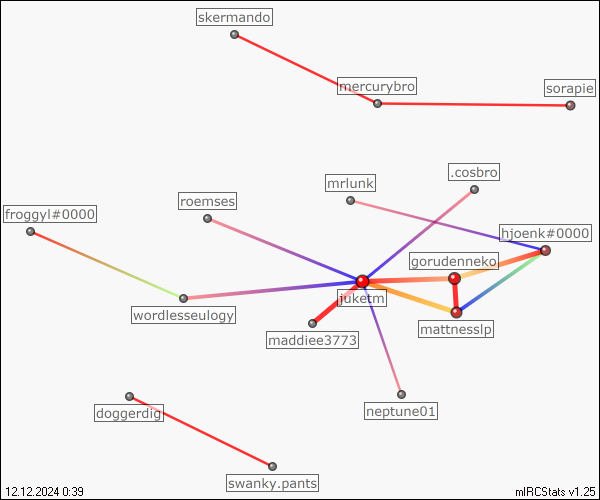 skermando
mercurybro
sorapie
.cosbro
mrlunk
roemses
froggyl#0000
hjoenk#0000
gorudenneko
juketm
wordlesseulogy
mattnesslp
maddiee3773
neptune01
doggerdig
swanky.pants
12.12.2024 0:39
mIRCStats v1.25